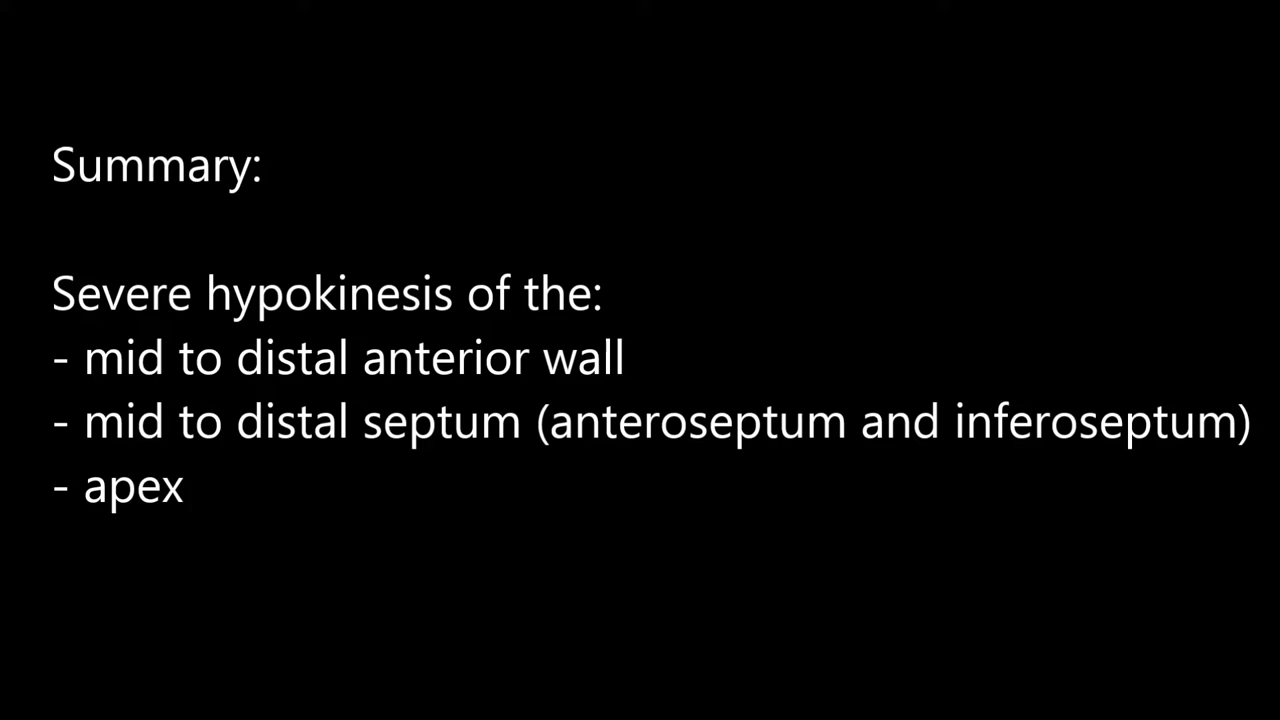 Summary:
Severe hypokinesis of the:
- mid to distal anterior wall
- mid to distal septum (anteroseptum and inferoseptum)
- apex